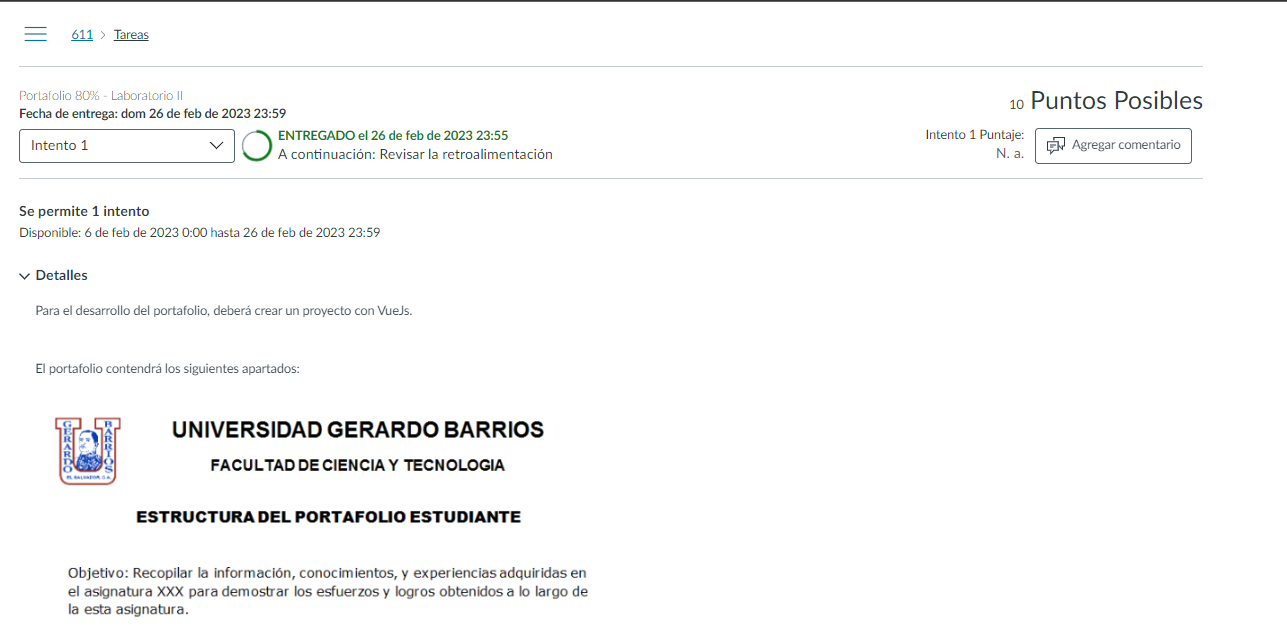 611 > Tareas
Portafolio 80% - Laboratorio II
Fecha de entrega: dom 26 de feb de 2023 23:59
10 Puntos Posibles
Intento 1
ENTREGADO el 26 de feb de 2023 23:55
A continuación: Revisar la retroalimentación
Intento 1 Puntaje:
N. a.
Agregar comentario
Se permite 1 intento
Disponible: 6 de feb de 2023 0:00 hasta 26 de feb de 2023 23:59
Detalles
Para el desarrollo del portafolio, deberá crear un proyecto con VueJs.
El portafolio contendrá los siguientes apartados:
GERARDO
BARRIOS
EL SALVADOR, C.A.
UNIVERSIDAD GERARDO BARRIOS
FACULTAD DE CIENCIA Y TECNOLOGIA
ESTRUCTURA DEL PORTAFOLIO ESTUDIANTE
Objetivo: Recopilar la información, conocimientos, y experiencias adquiridas en
el asignatura XXX para demostrar los esfuerzos y logros obtenidos a lo largo de
la esta asignatura.